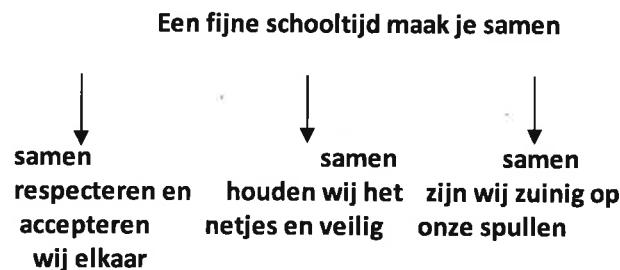 Een fijne schooltijd maak je samen
samen
respecteren en
accepteren
wij elkaar
samen
houden wij het
netjes en veilig
samen
zijn wij zuinig op
onze spullen